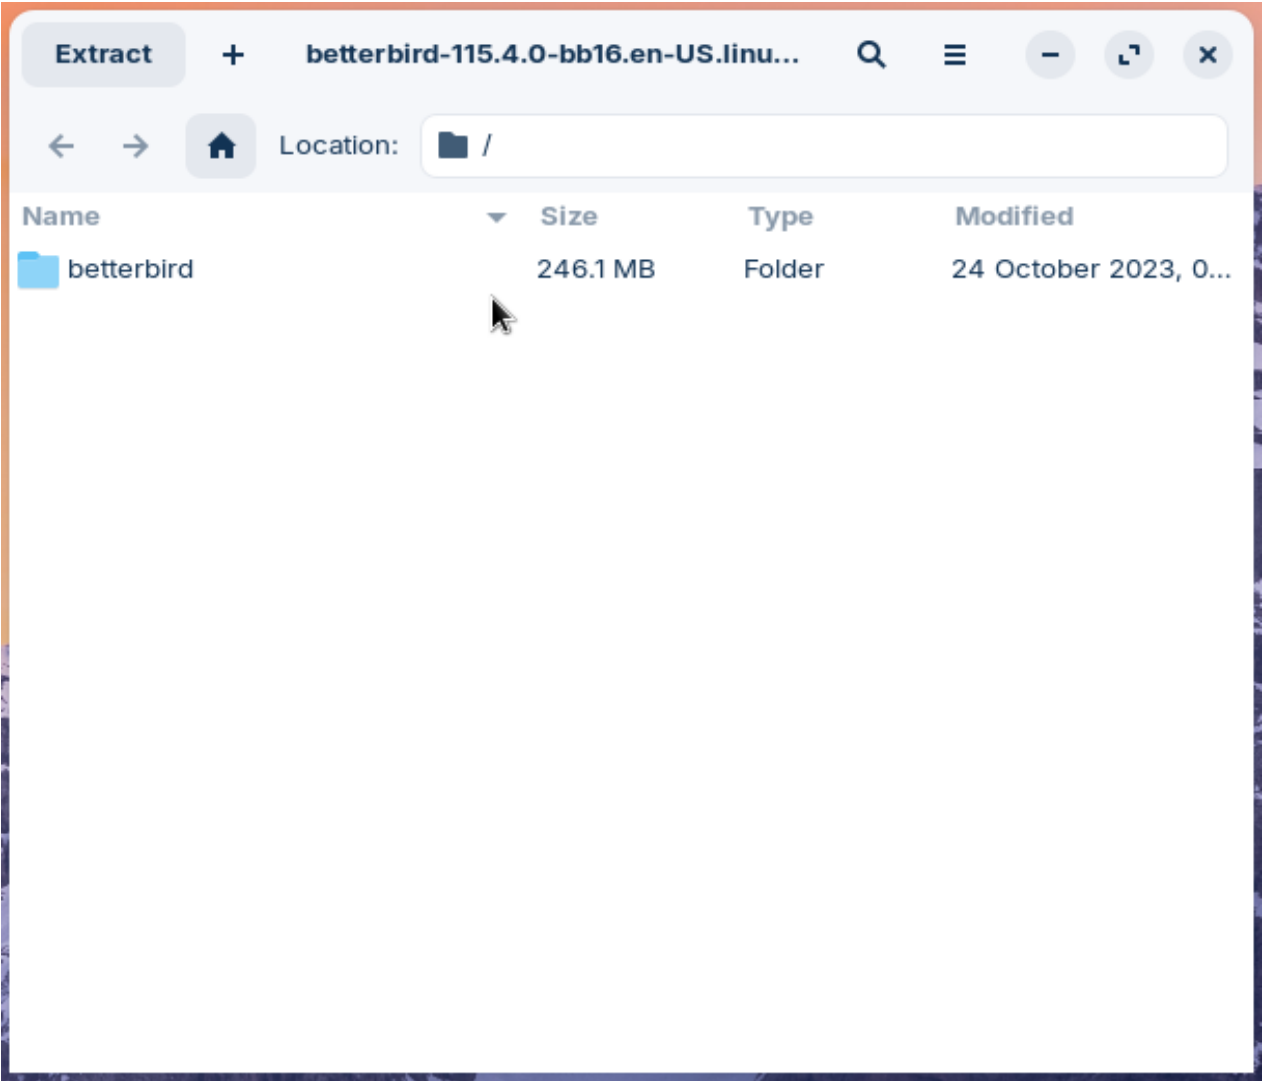 Extract + betterbird-115.4.0-bb16.en-US.linu...
Location: /
Name Size Type Modified
betterbird 246.1 MB Folder 24 October 2023, 0...